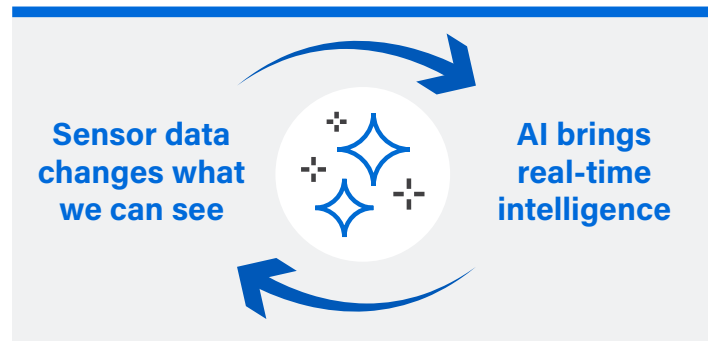 Sensor data
changes what
we can see
AI brings
real-time
intelligence